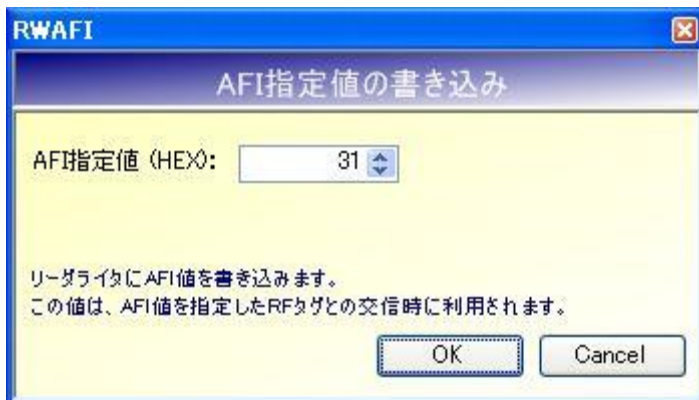 RWAFI
AFI指定値の書き込み
AFI指定値 (HEX): 31
リーダライタにAFI値を書き込みます。
この値は、AFI値を指定したRFタグとの交信時に利用されます。
OK Cancel